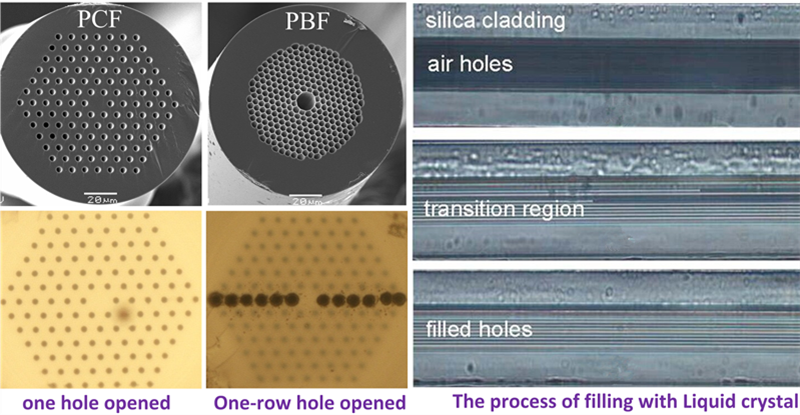 PCF
PBF
20μm
20μm
silica cladding
air holes
transition region
filled holes
one hole opened
One-row hole opened
The process of filling with Liquid crystal